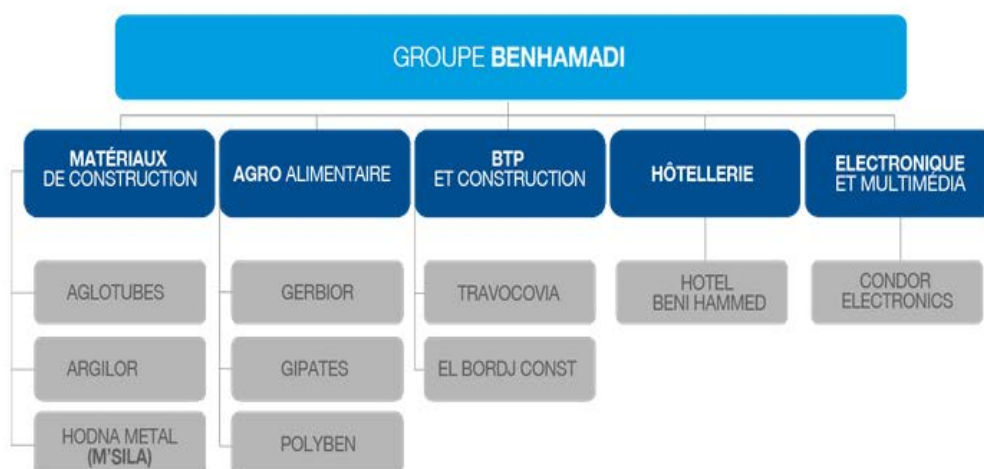 GROUPE BENHAMADI
MATÉRIAUX
DE CONSTRUCTION
AGRO ALIMENTAIRE
BTP
ET CONSTRUCTION
HÔTELLERIE
ELECTRONIQUE
ET MULTIMÉDIA
AGLOTUBES
GERBIOR
TRAVOCOVIA
HOTEL
BENI HAMMED
CONDOR
ELECTRONICS
ARGILOR
GIPATES
EL BORDJ CONST
HODNA METAL
(M'SILA)
POLYBEN